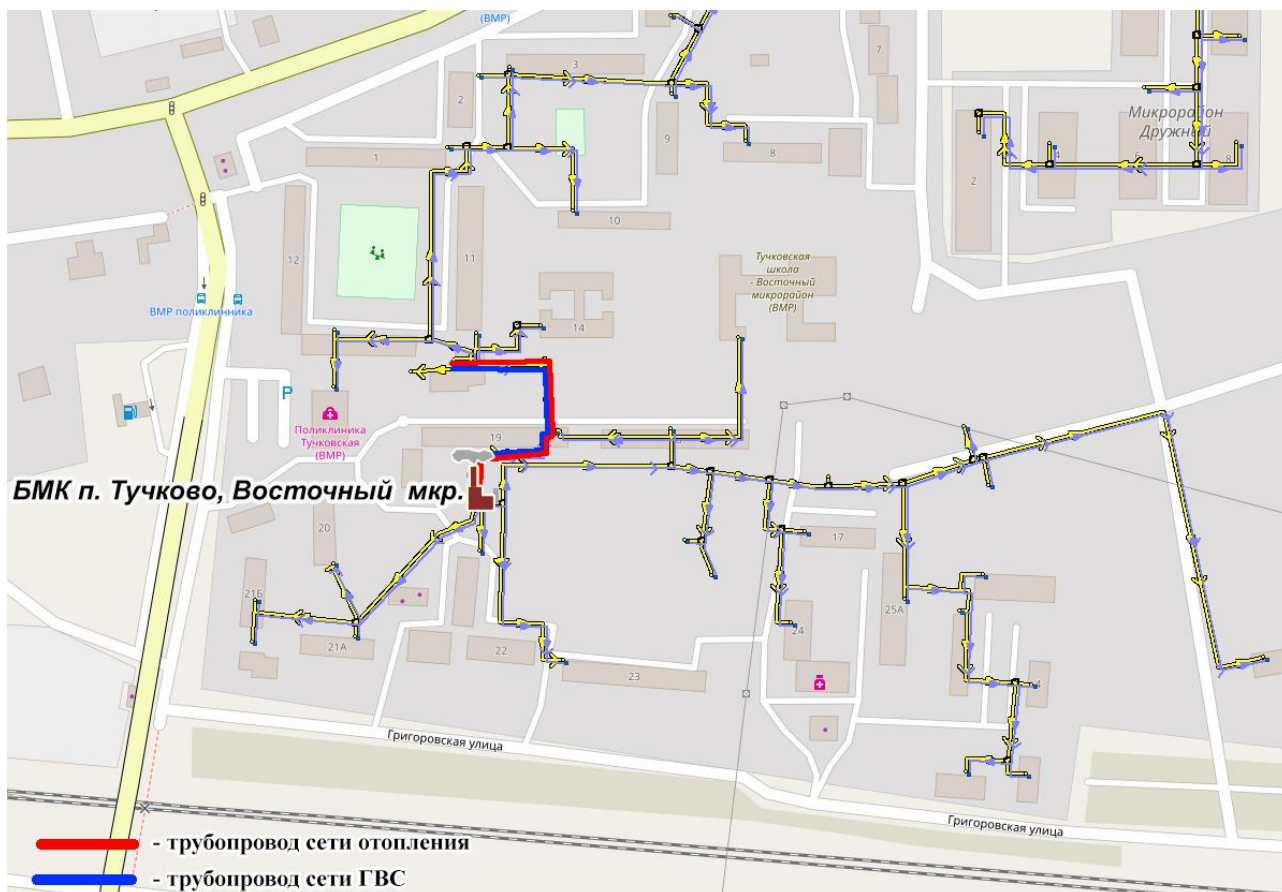 (ВМР)
7
3
2
Микрорайон
Дружный
9
8
4
6
8
1
2
10
12
11
Тучковская
школа
- Восточный
микрорайон
(ВМР)
ВМР поликлинника
14
P
Поликлиника
Тучковская
(ВМР)
19
БМК п. Тучково, Восточный мкр.
20
17
21Б
25А
24
21А
22
23
4
Григоровская улица
Григоровская улица
- трубопровод сети отопления
- трубопровод сети ГВС